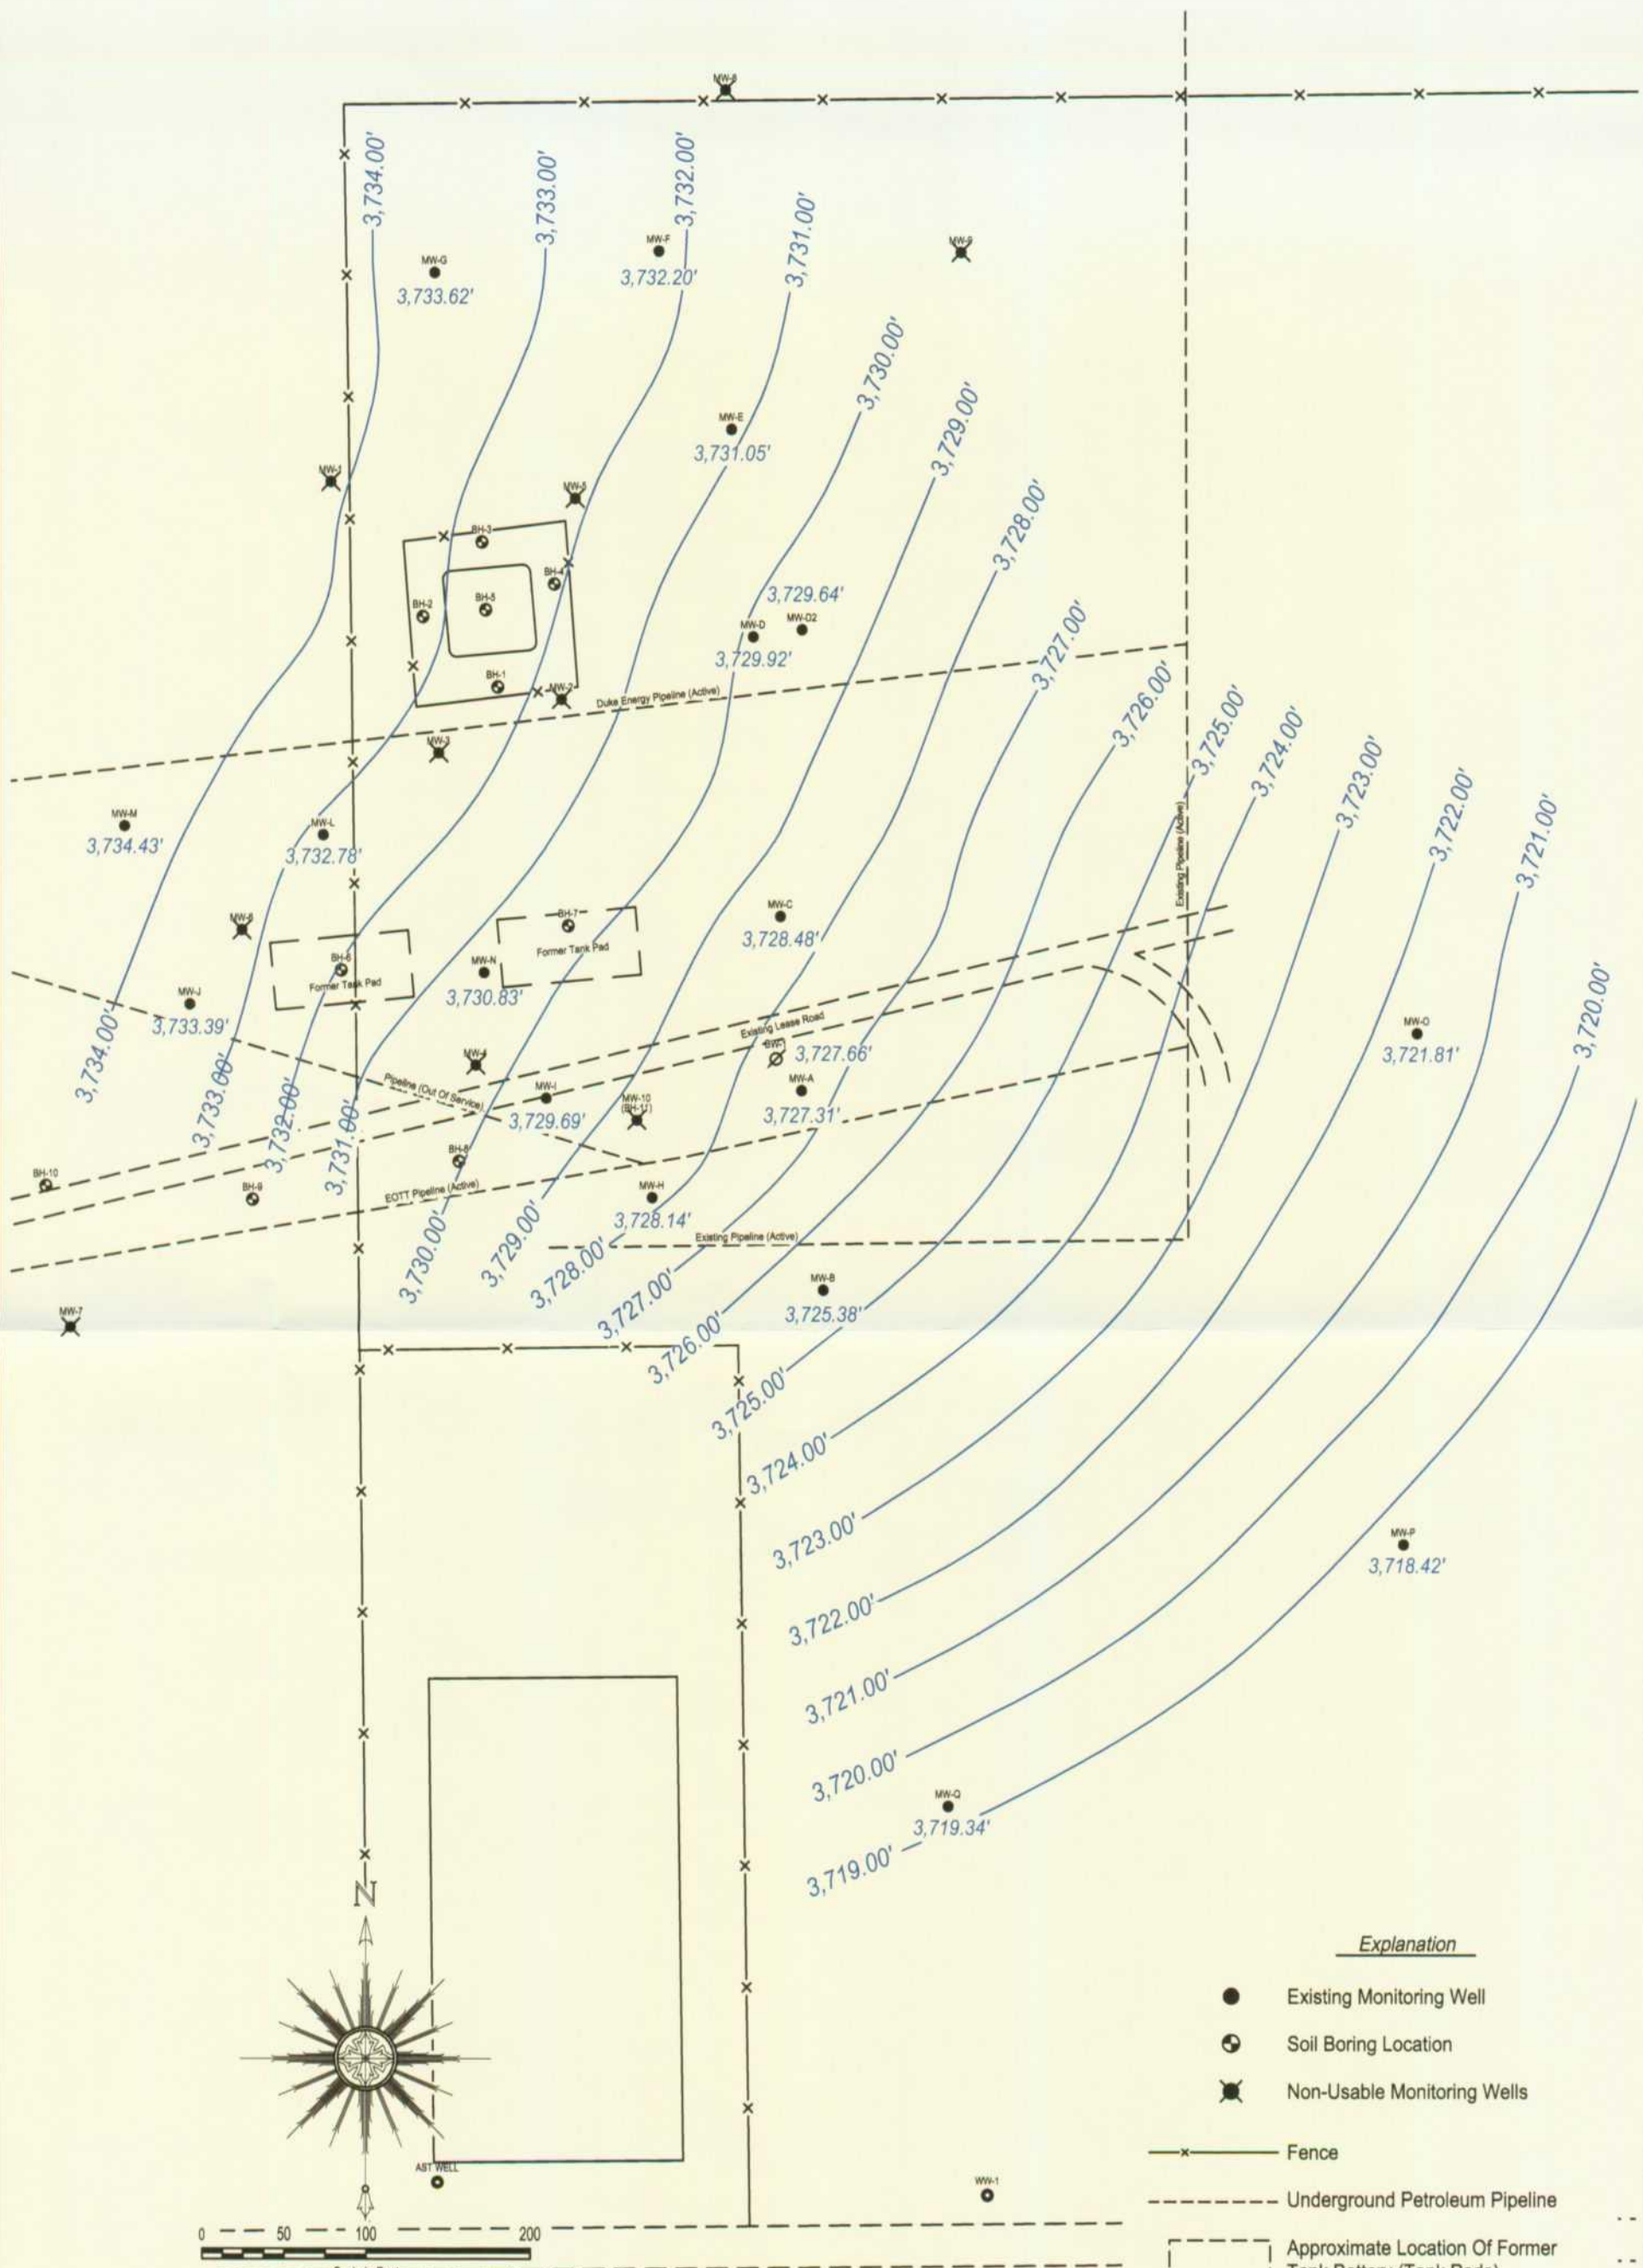 MW-8
3,734.00'
3,733.00'
3,732.00'
3,731.00'
MW-G
3,733.62'
MW-F
3,732.20'
MW-9
3,730.00'
3,729.00'
MW-E
3,731.05'
MW-1
MW-5
3,728.00'
BH-3
BH-4
BH-2
BH-5
3,729.64'
MW-D
MW-D2
3,729.92'
3,727.00'
BH-1
MW-2
Duke Energy Pipeline (Active)
3,726.00'
3,725.00'
3,724.00'
3,723.00'
3,722.00'
3,721.00'
MW-3
MW-M
3,734.43'
MW-L
3,732.78'
Existing Pipeline (Active)
MW-6
BH-7
Former Tank Pad
MW-C
3,728.48'
BH-6
Former Tank Pad
MW-N
3,730.83'
MW-J
3,733.39'
3,720.00'
Existing Lease Road
MW-O
3,721.81'
3,727.66'
MW-4
Pipeline (Out Of Service)
MW-I
3,729.69'
MW-10
(BH-11)
MW-A
3,727.31'
3,734.00'
3,733.00'
3,732.00'
3,731.00'
BH-8
BH-10
BH-9
EOTT Pipeline (Active)
MW-H
3,728.14'
Existing Pipeline (Active)
3,730.00'
3,729.00'
3,728.00'
3,727.00'
3,726.00'
3,725.00'
MW-B
3,725.38'
MW-7
3,724.00'
3,723.00'
MW-P
3,718.42'
3,722.00'
3,721.00'
3,720.00'
MW-Q
3,719.34'
3,719.00'
N
Explanation
Existing Monitoring Well
Soil Boring Location
Non-Usable Monitoring Wells
Fence
Underground Petroleum Pipeline
Approximate Location Of Former
AST WELL
WW-1
0 50 100 200